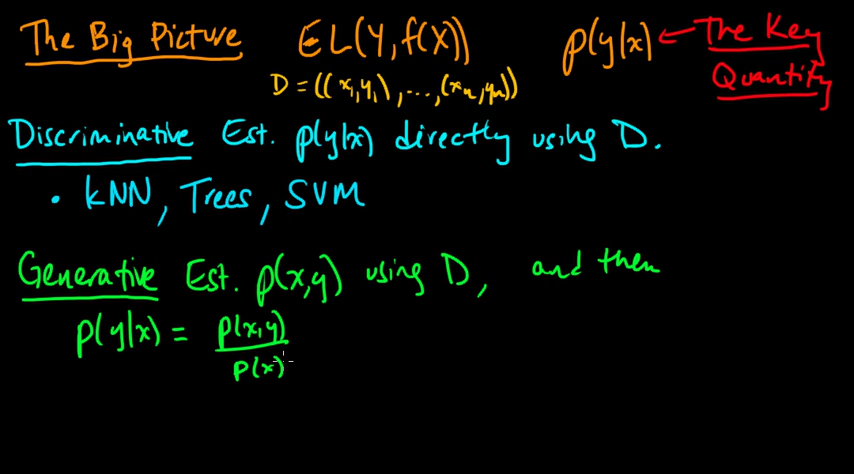 The Big Picture E L(Y, f(X)) p(y|x) ← The Key
Quantity
D = ((x₁, y₁), ..., (xₙ, yₙ))
Discriminative Est. p(y|x) directly using D.
• kNN, Trees, SVM
Generative Est. p(x,y) using D, and then
p(y|x) = p(x,y) / p(x)